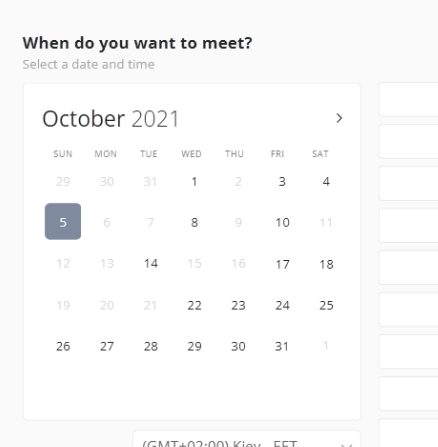 When do you want to meet?
Select a date and time
October 2021
SUN MON TUE WED THU FRI SAT
29 30 31 1 2 3 4
5 6 7 8 9 10 11
12 13 14 15 16 17 18
19 20 21 22 23 24 25
26 27 28 29 30 31 1
(GMT+02:00) Kiev - EET